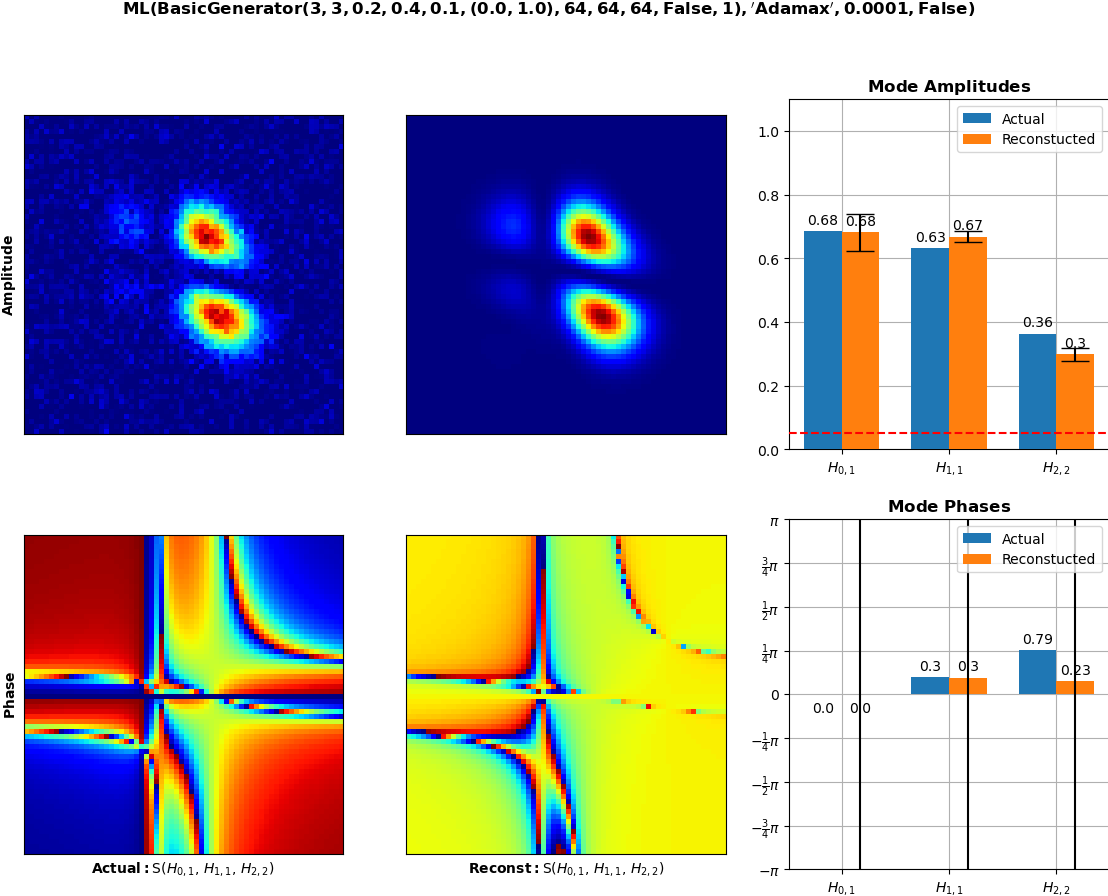 ML(BasicGenerator(3, 3, 0.2, 0.4, 0.1, (0.0, 1.0), 64, 64, 64, False, 1), 'Adamax', 0.0001, False)
Amplitude
Mode Amplitudes
Actual
Reconstucted
1.0
0.8
0.6
0.4
0.2
0.0
0.68
0.68
0.63
0.67
0.36
0.3
H0,1
H1,1
H2,2
Phase
Actual: S(H0,1, H1,1, H2,2)
Reconst: S(H0,1, H1,1, H2,2)
Mode Phases
Actual
Reconstucted
π
3/4π
1/2π
1/4π
0
−1/4π
−1/2π
−3/4π
−π
0.0
0.0
0.3
0.3
0.79
0.23
H0,1
H1,1
H2,2